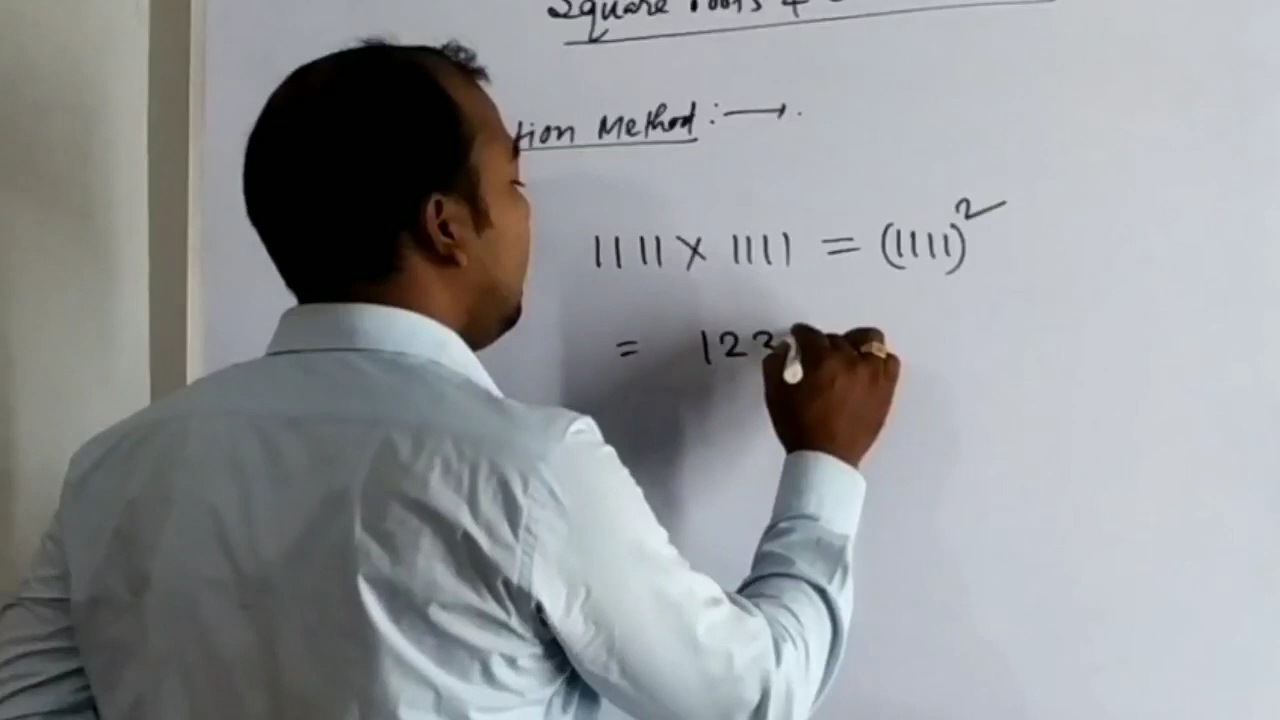 Square roots &
tion Method : →.
1111 × 1111 = (1111)²
= 123